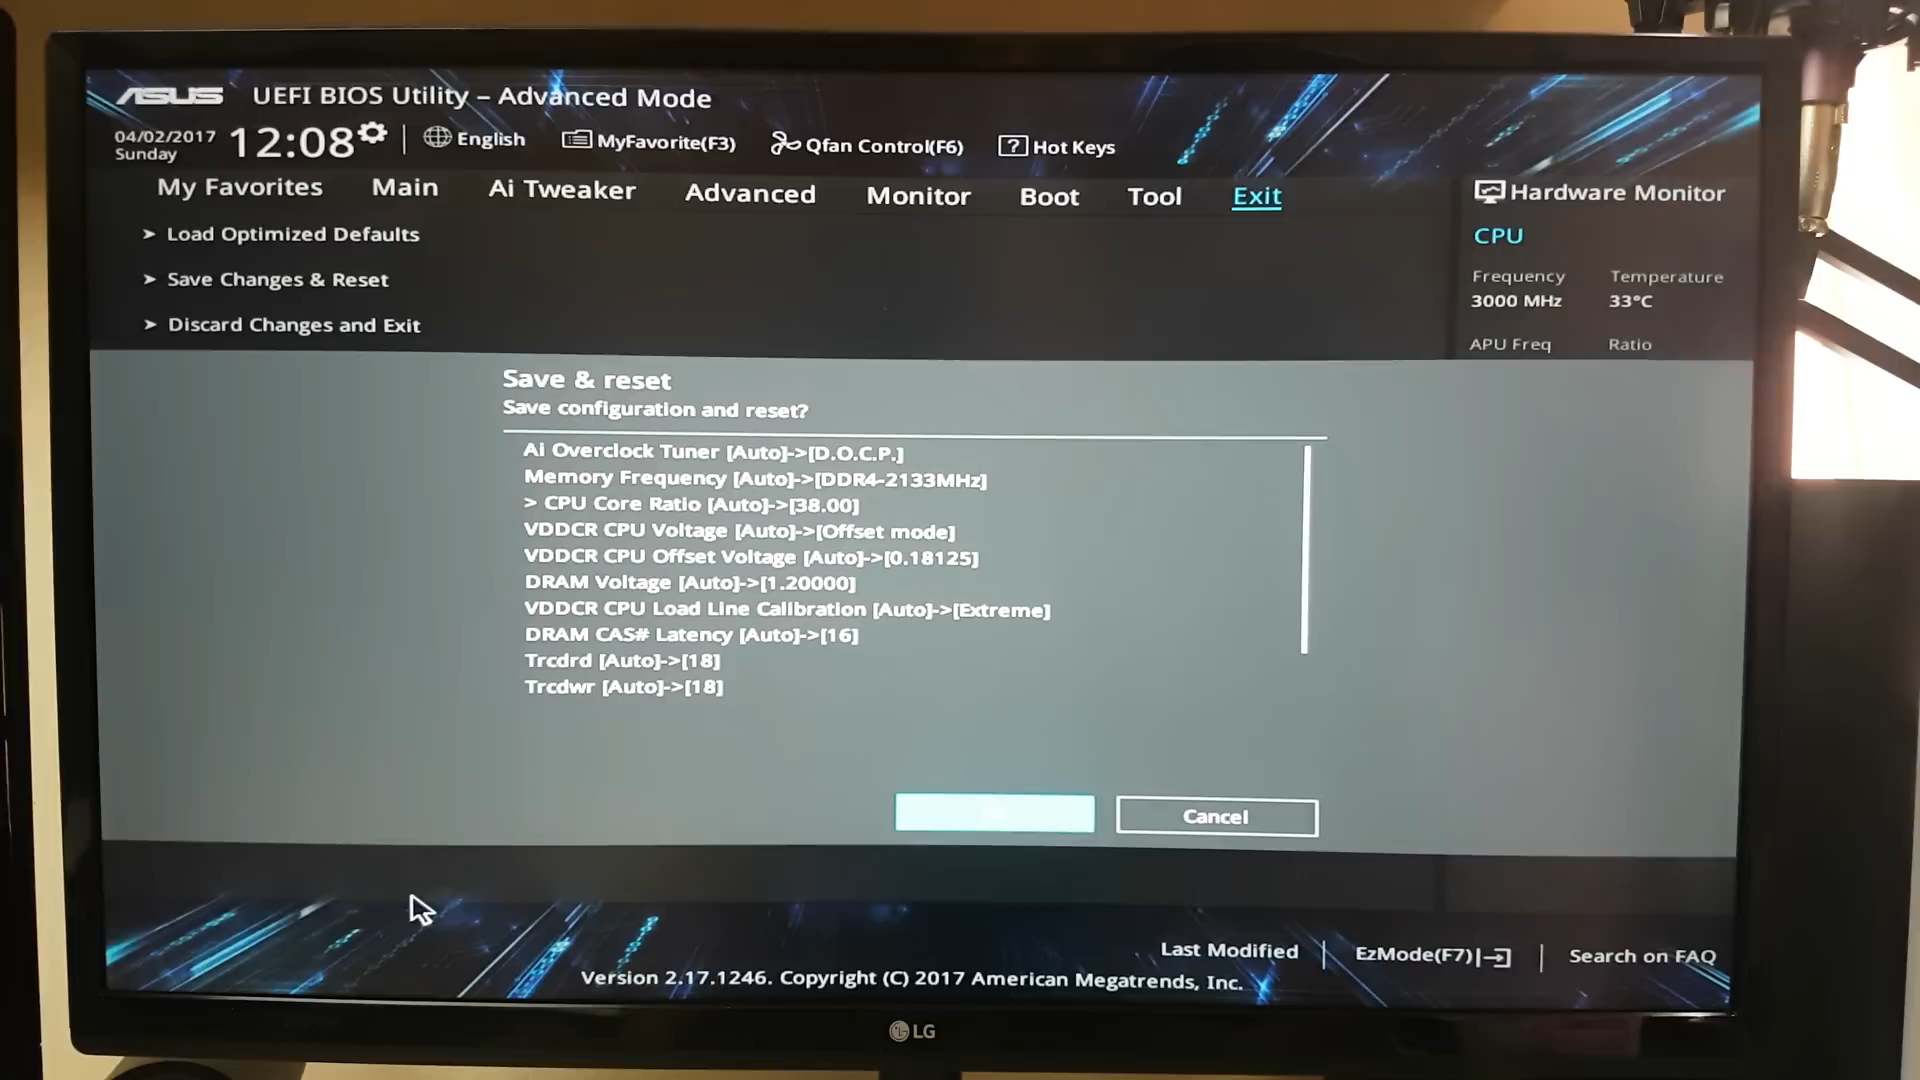 ASUS UEFI BIOS Utility – Advanced Mode
04/02/2017
Sunday
12:08
English
MyFavorite(F3)
Qfan Control(F6)
? Hot Keys
My Favorites Main Ai Tweaker Advanced Monitor Boot Tool Exit
Hardware Monitor
Load Optimized Defaults
Save Changes & Reset
Discard Changes and Exit
CPU
Frequency Temperature
3000 MHz 33°C
APU Freq Ratio
Save & reset
Save configuration and reset?
Ai Overclock Tuner [Auto]->[D.O.C.P.]
Memory Frequency [Auto]->[DDR4-2133MHz]
> CPU Core Ratio [Auto]->[38.00]
VDDCR CPU Voltage [Auto]->[Offset mode]
VDDCR CPU Offset Voltage [Auto]->[0.18125]
DRAM Voltage [Auto]->[1.20000]
VDDCR CPU Load Line Calibration [Auto]->[Extreme]
DRAM CAS# Latency [Auto]->[16]
Trcdrd [Auto]->[18]
Trcdwr [Auto]->[18]
Cancel
Last Modified
EzMode(F7)
Search on FAQ
Version 2.17.1246. Copyright (C) 2017 American Megatrends, Inc.
LG